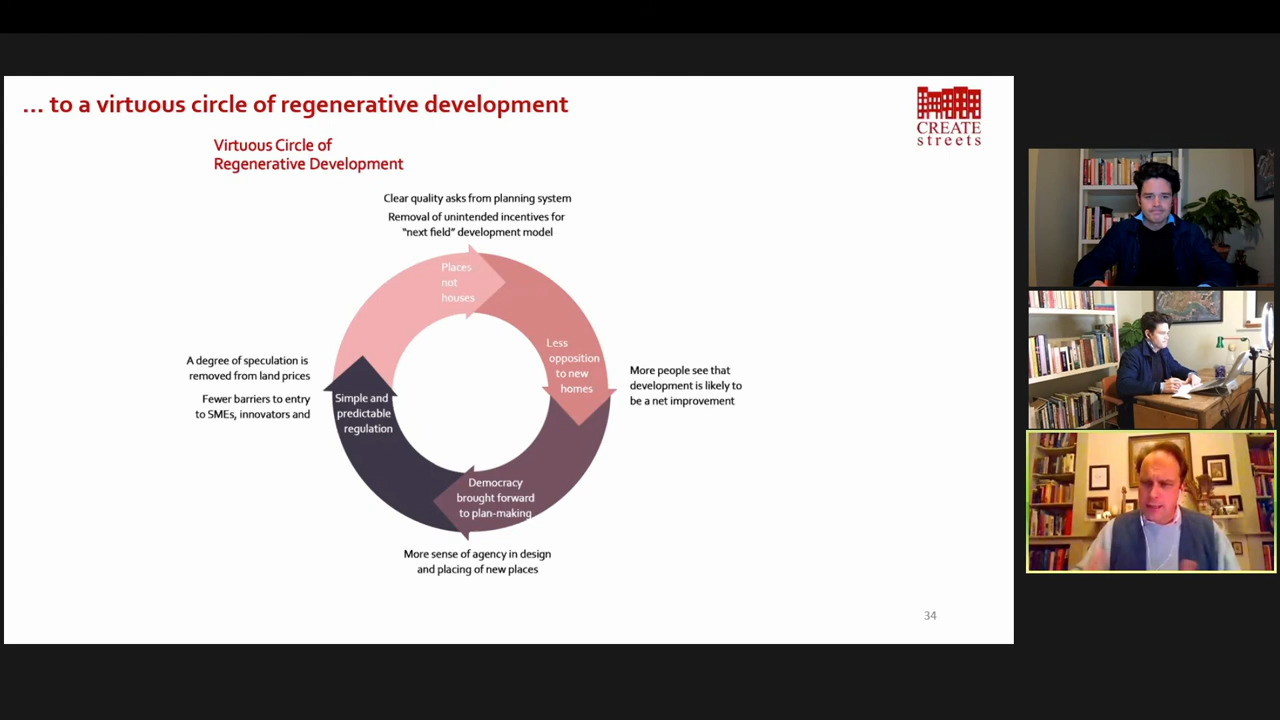 ... to a virtuous circle of regenerative development
CREATE
streets
Virtuous Circle of
Regenerative Development
Clear quality asks from planning system
Removal of unintended incentives for
"next field" development model
Places
not
houses
Less
opposition
to new
homes
More people see that
development is likely to
be a net improvement
A degree of speculation is
removed from land prices
Fewer barriers to entry
to SMEs, innovators and
Simple and
predictable
regulation
Democracy
brought forward
to plan-making
More sense of agency in design
and placing of new places
34